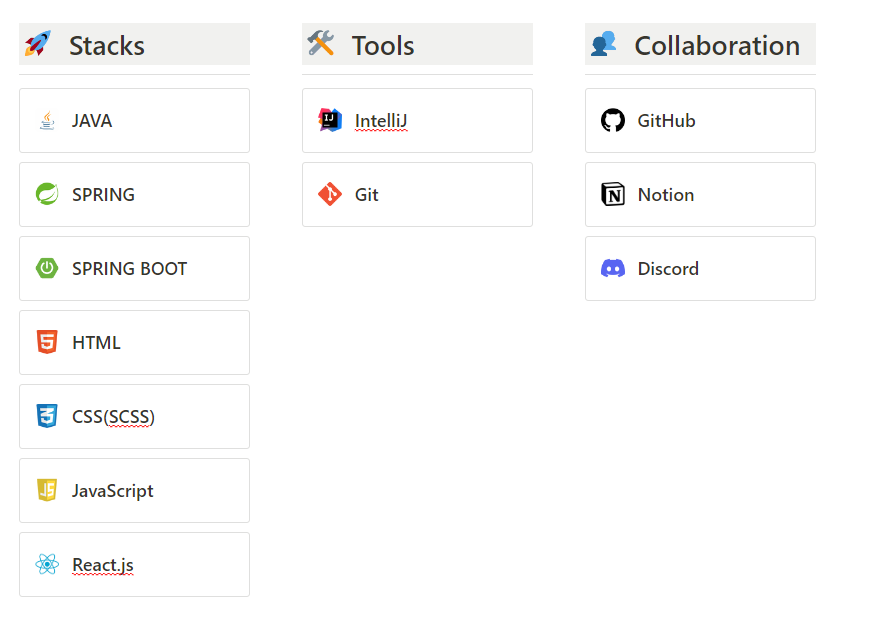 Stacks
JAVA
SPRING
SPRING BOOT
HTML
CSS(SCSS)
JavaScript
React.js
Tools
IntelliJ
Git
Collaboration
GitHub
Notion
Discord